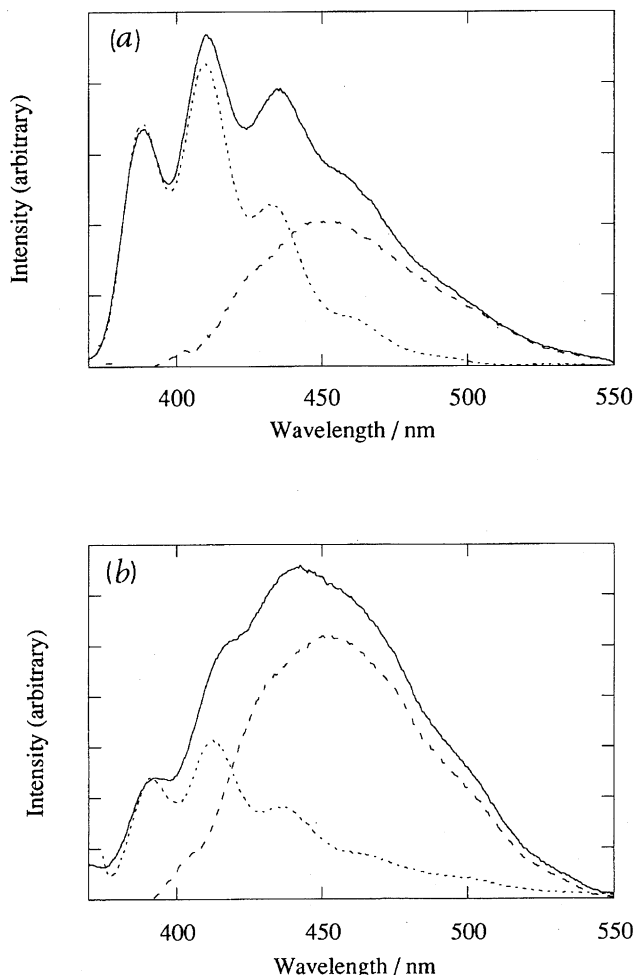 (a)
Intensity (arbitrary)
400 450 500 550
Wavelength / nm
(b)
Intensity (arbitrary)
400 450 500 550
Wavelength / nm